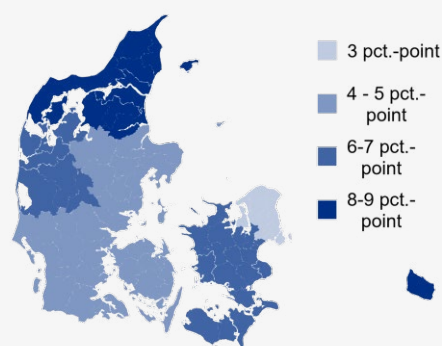 3 pct.-point
4 - 5 pct.-
point
6-7 pct.-
point
8-9 pct.-
point